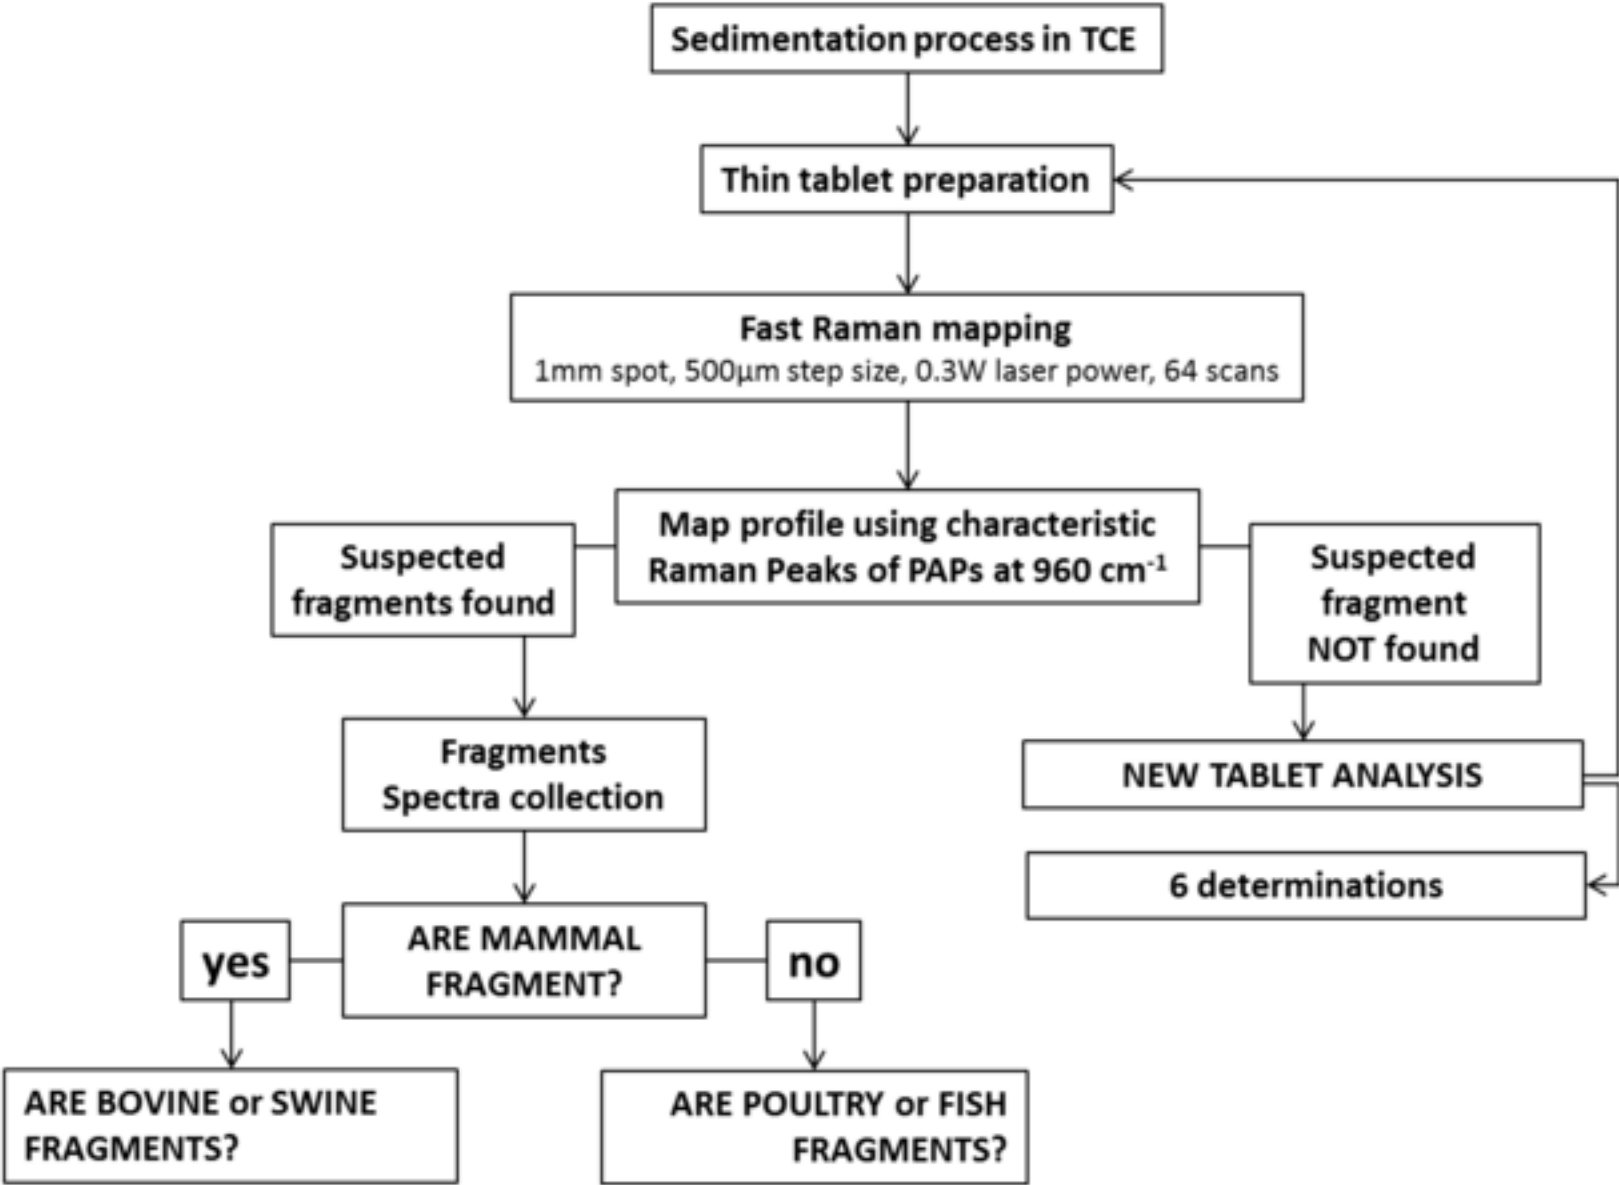 Sedimentation process in TCE
Thin tablet preparation
Fast Raman mapping
1mm spot, 500µm step size, 0.3W laser power, 64 scans
Map profile using characteristic
Raman Peaks of PAPs at 960 cm⁻¹
Suspected
fragments found
Suspected
fragment
NOT found
Fragments
Spectra collection
NEW TABLET ANALYSIS
6 determinations
ARE MAMMAL
FRAGMENT?
yes
no
ARE BOVINE or SWINE
FRAGMENTS?
ARE POULTRY or FISH
FRAGMENTS?